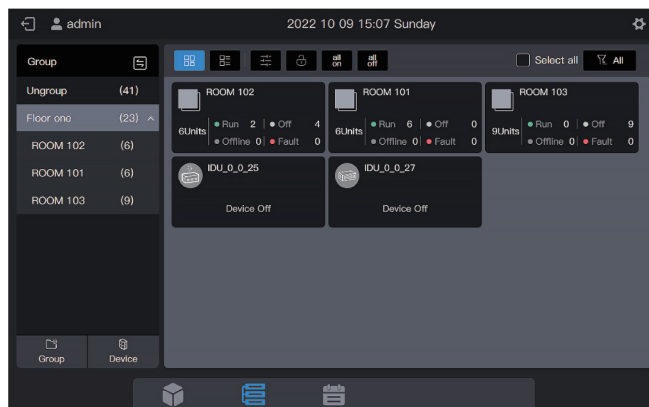 admin
2022 10 09 15:07 Sunday
Group
all on
all off
Select all
All
Ungroup (41)
Floor one (23)
ROOM 102 (6)
ROOM 101 (6)
ROOM 103 (9)
ROOM 102
6Units
Run 2 Off 4
Offline 0 Fault 0
ROOM 101
6Units
Run 6 Off 0
Offline 0 Fault 0
ROOM 103
9Units
Run 0 Off 9
Offline 0 Fault 0
IDU_0_0_25
Device Off
IDU_0_0_27
Device Off
Group
Device